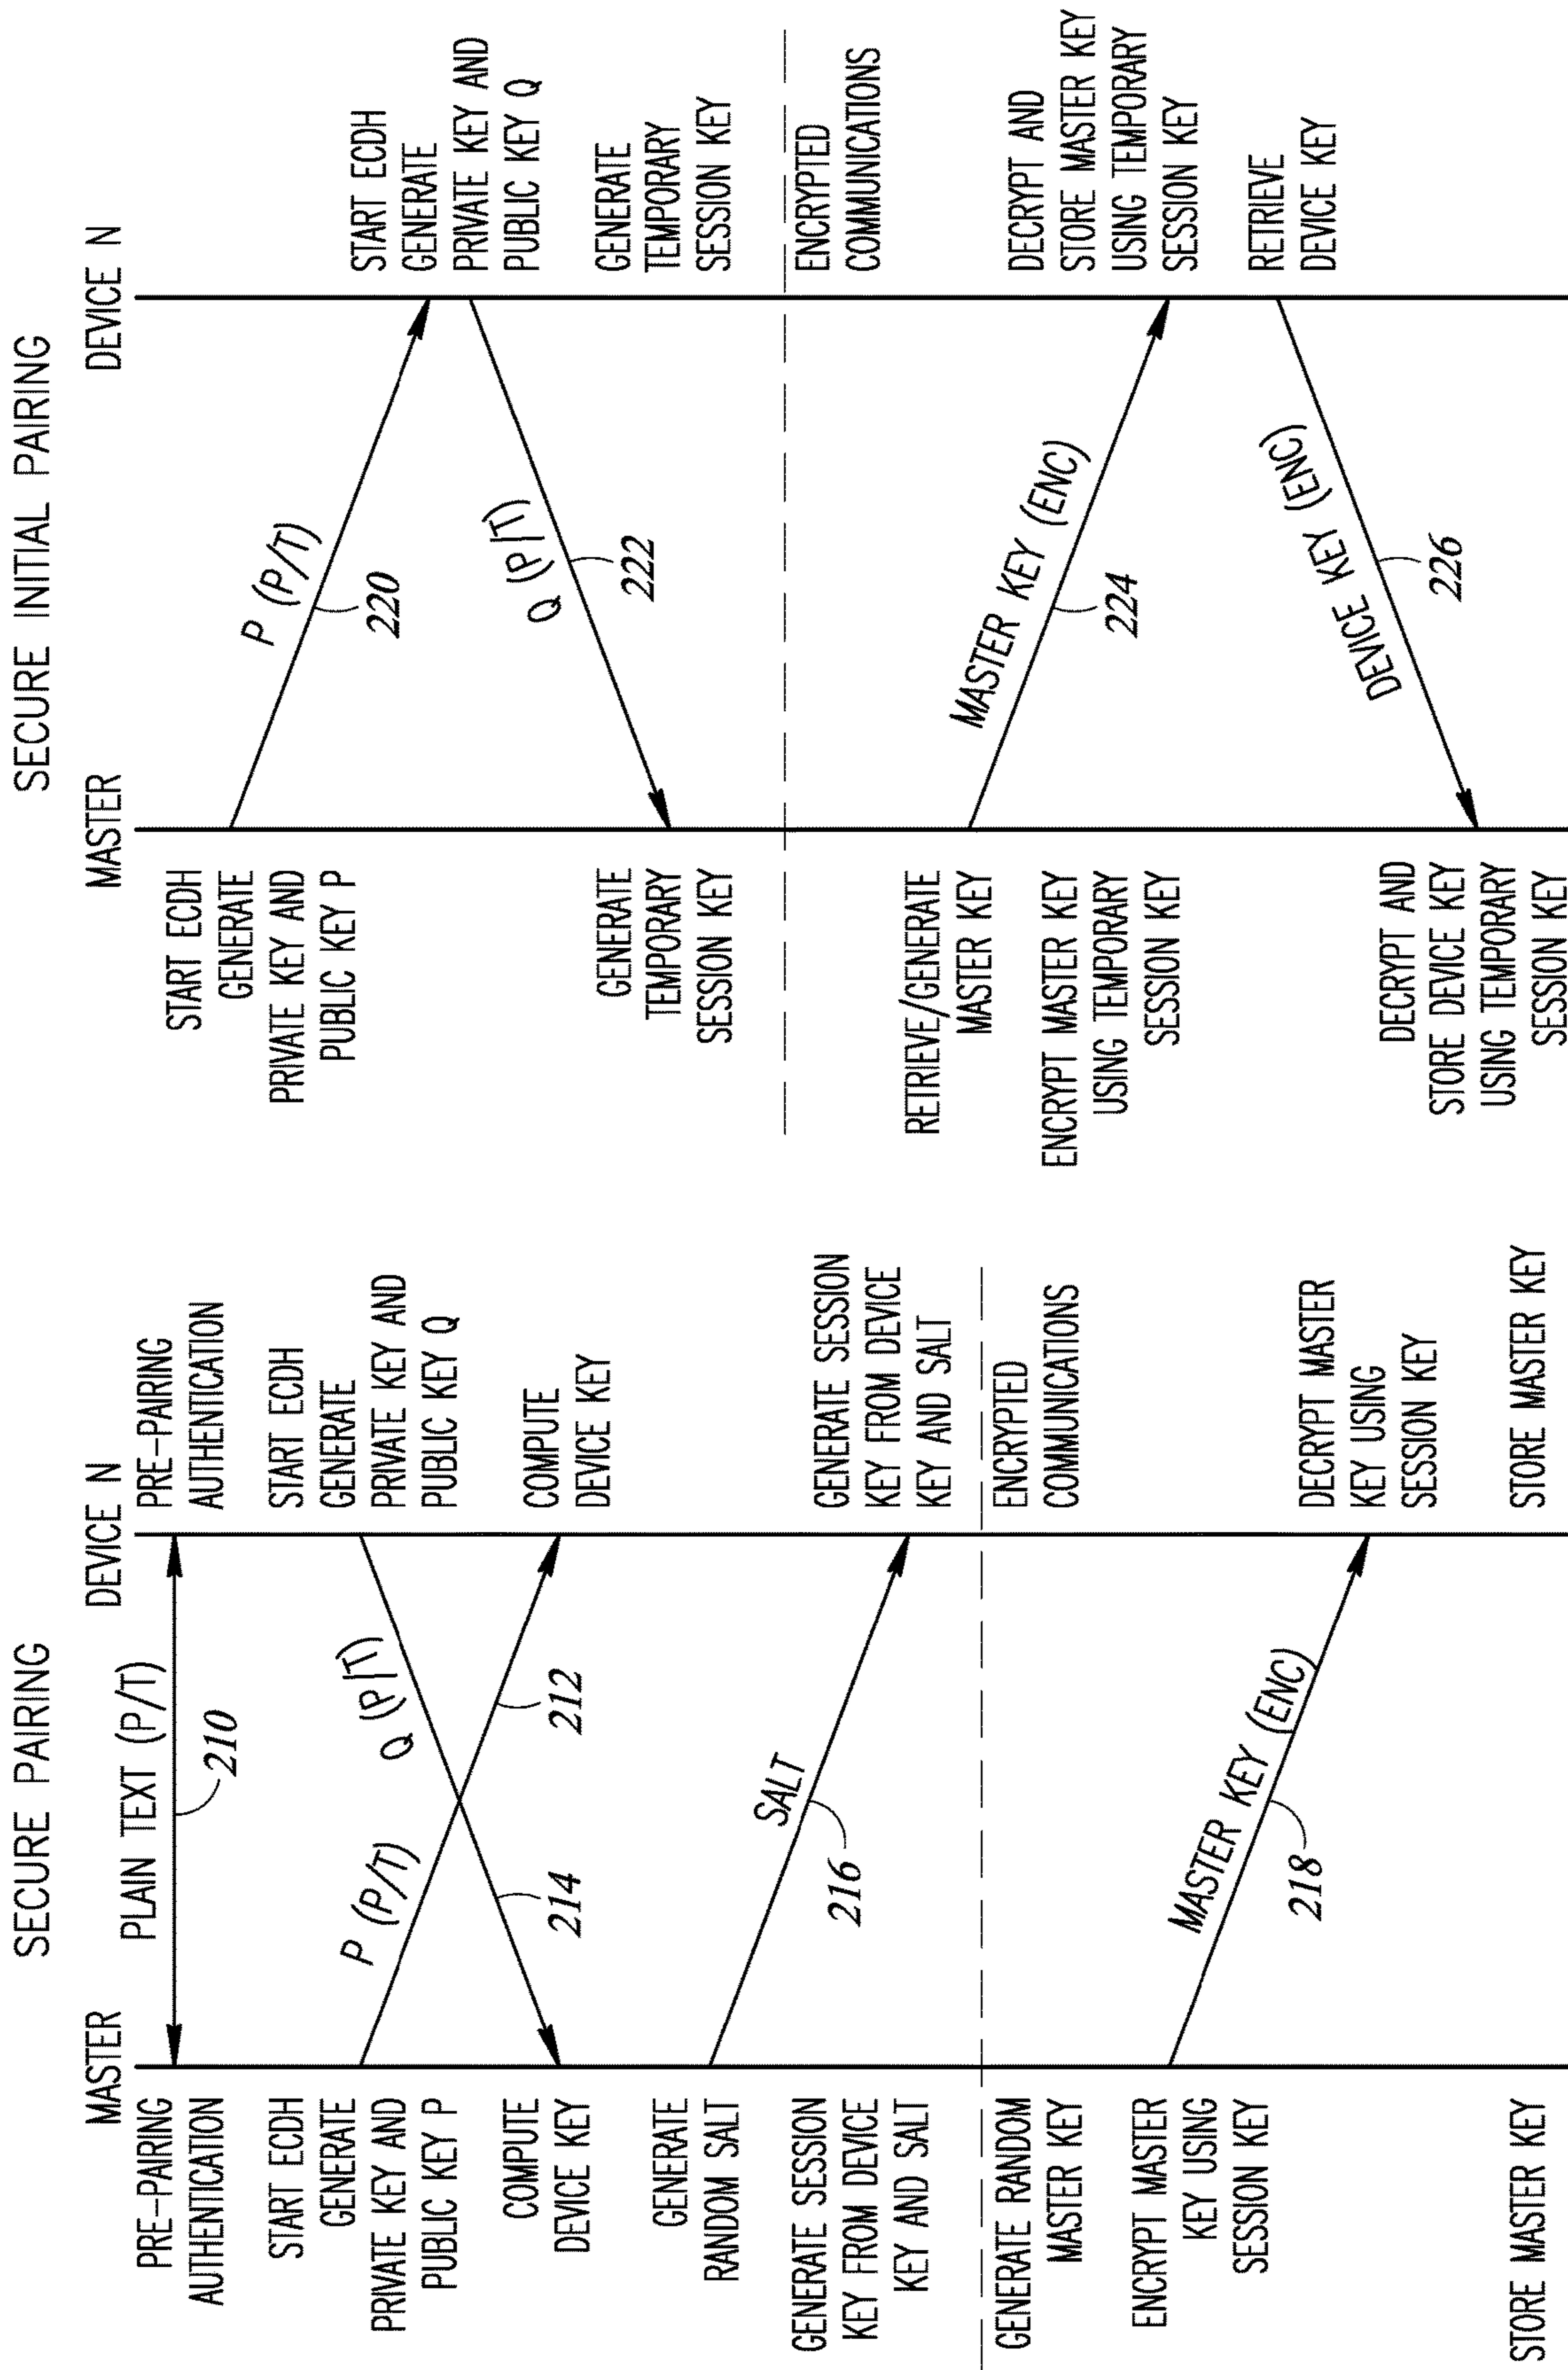 SECURE PAIRING
MASTER
DEVICE N
PRE-PAIRING
AUTHENTICATION
PLAIN TEXT (P/T)
210
PRE-PAIRING
AUTHENTICATION
START ECDH
GENERATE
PRIVATE KEY AND
PUBLIC KEY P
P (P/T)
Q (P/T)
START ECDH
GENERATE
PRIVATE KEY AND
PUBLIC KEY Q
214
212
COMPUTE
DEVICE KEY
COMPUTE
DEVICE KEY
GENERATE
RANDOM SALT
SALT
216
GENERATE SESSION
KEY FROM DEVICE
KEY AND SALT
GENERATE SESSION
KEY FROM DEVICE
KEY AND SALT
ENCRYPTED
COMMUNICATIONS
GENERATE RANDOM
MASTER KEY
ENCRYPT MASTER
KEY USING
SESSION KEY
MASTER KEY (ENC)
218
DECRYPT MASTER
KEY USING
SESSION KEY
STORE MASTER KEY
STORE MASTER KEY
SECURE INITIAL PAIRING
MASTER
DEVICE N
START ECDH
GENERATE
PRIVATE KEY AND
PUBLIC KEY P
P (P/T)
220
START ECDH
GENERATE
PRIVATE KEY AND
PUBLIC KEY Q
Q (P/T)
222
GENERATE
TEMPORARY
SESSION KEY
GENERATE
TEMPORARY
SESSION KEY
ENCRYPTED
COMMUNICATIONS
RETRIEVE/GENERATE
MASTER KEY
ENCRYPT MASTER KEY
USING TEMPORARY
SESSION KEY
MASTER KEY (ENC)
224
DECRYPT AND
STORE MASTER KEY
USING TEMPORARY
SESSION KEY
RETRIEVE
DEVICE KEY
DEVICE KEY (ENC)
226
DECRYPT AND
STORE DEVICE KEY
USING TEMPORARY
SESSION KEY